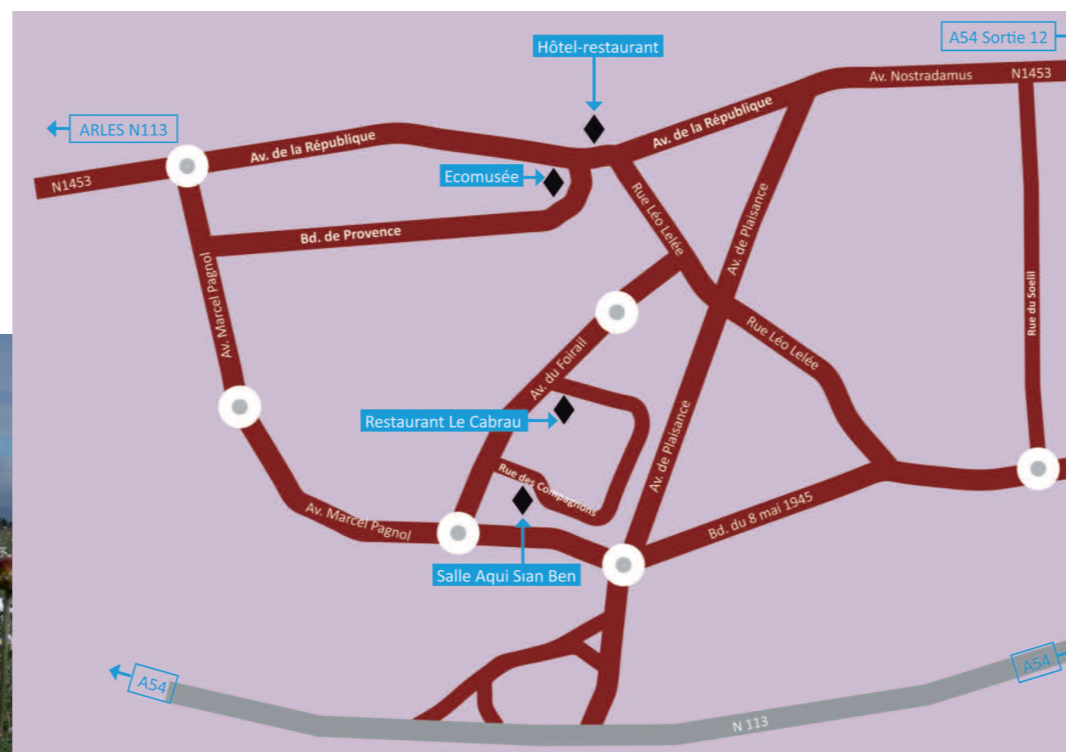 A54 Sortie 12
Hôtel-restaurant
Av. Nostradamus
N1453
ARLES N113
Av. de la République
Av. de la République
N1453
Ecomusée
Rue Léo Lelée
Av. de Plaisance
Bd. de Provence
Av. Marcel Pagnol
Rue Léo Lelée
Rue du Soelil
Av. du Foirail
Restaurant Le Cabrau
Av. de Plaisance
Rue des Compagnons
Av. Marcel Pagnol
Bd. du 8 mai 1945
Salle Aqui Sian Ben
A54
A54
N 113